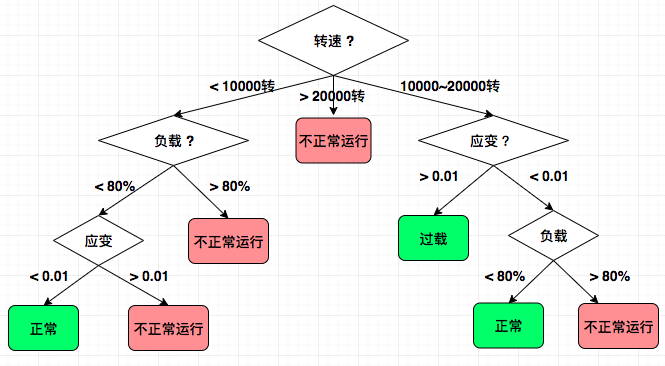 转速 ?
< 10000转
> 20000转
10000~20000转
负载 ?
不正常运行
应变 ?
< 80%
> 80%
> 0.01
< 0.01
应变
不正常运行
过载
负载
< 0.01
> 0.01
< 80%
> 80%
正常
不正常运行
正常
不正常运行